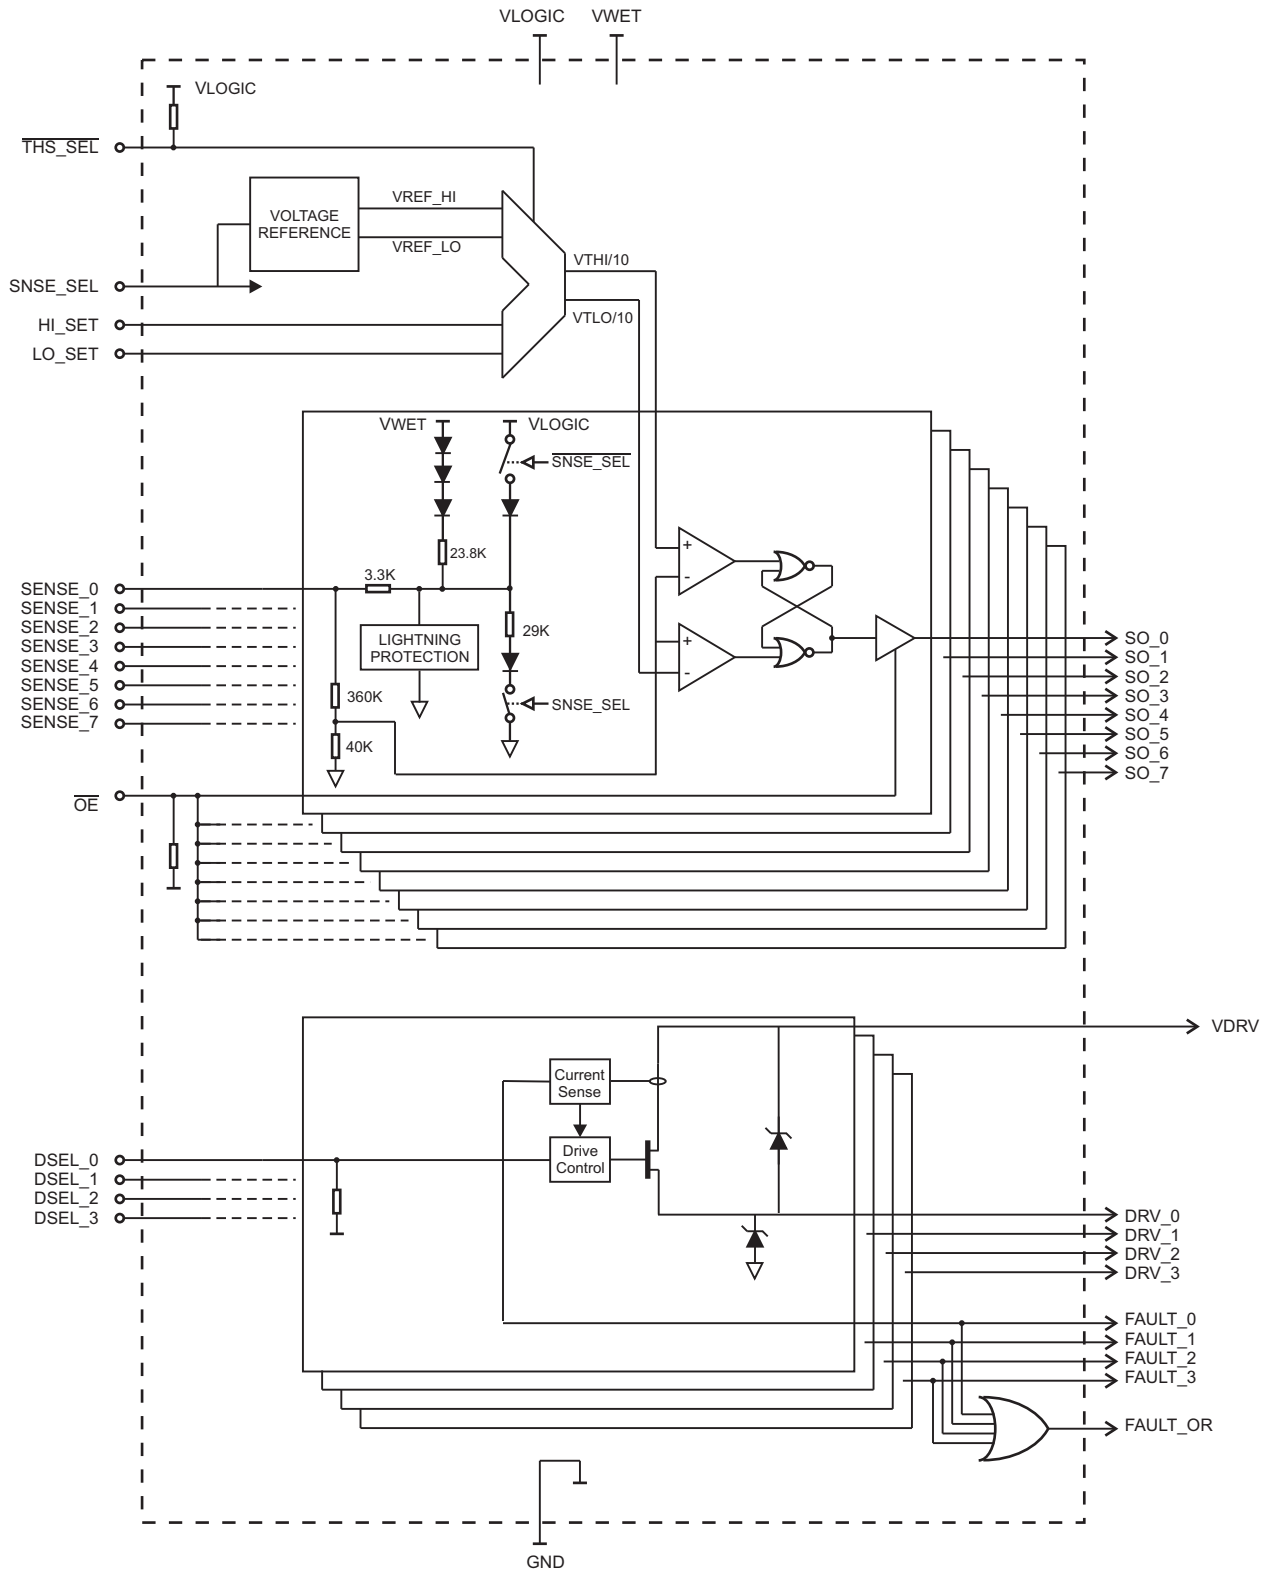 VLOGIC
VWET
VLOGIC
THS_SEL
VOLTAGE
REFERENCE
VREF_HI
VREF_LO
VTHI/10
SNSE_SEL
HI_SET
VTLO/10
LO_SET
VWET
VLOGIC
SNSE_SEL
23.8K
3.3K
SENSE_0
SENSE_1
SENSE_2
SENSE_3
SENSE_4
SENSE_5
SENSE_6
SENSE_7
LIGHTNING
PROTECTION
29K
360K
SNSE_SEL
40K
+
-
+
-
SO_0
SO_1
SO_2
SO_3
SO_4
SO_5
SO_6
SO_7
OE
VDRV
Current
Sense
Drive
Control
DSEL_0
DSEL_1
DSEL_2
DSEL_3
DRV_0
DRV_1
DRV_2
DRV_3
FAULT_0
FAULT_1
FAULT_2
FAULT_3
FAULT_OR
GND